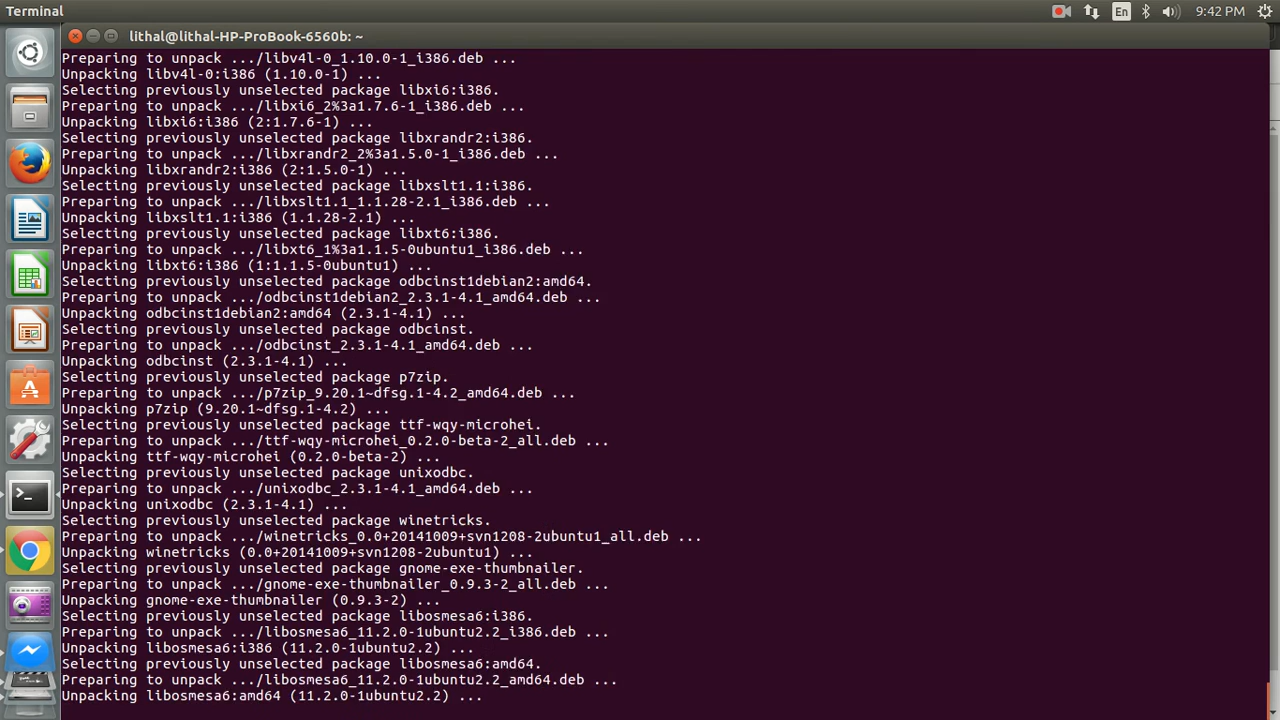 Terminal
En
9:42 PM
lithal@lithal-HP-ProBook-6560b: ~
Preparing to unpack .../libv4l-0_1.10.0-1_i386.deb ...
Unpacking libv4l-0:i386 (1.10.0-1) ...
Selecting previously unselected package libxi6:i386.
Preparing to unpack .../libxi6_2%3a1.7.6-1_i386.deb ...
Unpacking libxi6:i386 (2:1.7.6-1) ...
Selecting previously unselected package libxrandr2:i386.
Preparing to unpack .../libxrandr2_2%3a1.5.0-1_i386.deb ...
Unpacking libxrandr2:i386 (2:1.5.0-1) ...
Selecting previously unselected package libxslt1.1:i386.
Preparing to unpack .../libxslt1.1_1.1.28-2.1_i386.deb ...
Unpacking libxslt1.1:i386 (1.1.28-2.1) ...
Selecting previously unselected package libxt6:i386.
Preparing to unpack .../libxt6_1%3a1.1.5-0ubuntu1_i386.deb ...
Unpacking libxt6:i386 (1:1.1.5-0ubuntu1) ...
Selecting previously unselected package odbcinst1debian2:amd64.
Preparing to unpack .../odbcinst1debian2_2.3.1-4.1_amd64.deb ...
Unpacking odbcinst1debian2:amd64 (2.3.1-4.1) ...
Selecting previously unselected package odbcinst.
Preparing to unpack .../odbcinst_2.3.1-4.1_amd64.deb ...
Unpacking odbcinst (2.3.1-4.1) ...
Selecting previously unselected package p7zip.
Preparing to unpack .../p7zip_9.20.1~dfsg.1-4.2_amd64.deb ...
Unpacking p7zip (9.20.1~dfsg.1-4.2) ...
Selecting previously unselected package ttf-wqy-microhei.
Preparing to unpack .../ttf-wqy-microhei_0.2.0-beta-2_all.deb ...
Unpacking ttf-wqy-microhei (0.2.0-beta-2) ...
Selecting previously unselected package unixodbc.
Preparing to unpack .../unixodbc_2.3.1-4.1_amd64.deb ...
Unpacking unixodbc (2.3.1-4.1) ...
Selecting previously unselected package winetricks.
Preparing to unpack .../winetricks_0.0+20141009+svn1208-2ubuntu1_all.deb ...
Unpacking winetricks (0.0+20141009+svn1208-2ubuntu1) ...
Selecting previously unselected package gnome-exe-thumbnailer.
Preparing to unpack .../gnome-exe-thumbnailer_0.9.3-2_all.deb ...
Unpacking gnome-exe-thumbnailer (0.9.3-2) ...
Selecting previously unselected package libosmesa6:i386.
Preparing to unpack .../libosmesa6_11.2.0-1ubuntu2.2_i386.deb ...
Unpacking libosmesa6:i386 (11.2.0-1ubuntu2.2) ...
Selecting previously unselected package libosmesa6:amd64.
Preparing to unpack .../libosmesa6_11.2.0-1ubuntu2.2_amd64.deb ...
Unpacking libosmesa6:amd64 (11.2.0-1ubuntu2.2) ...